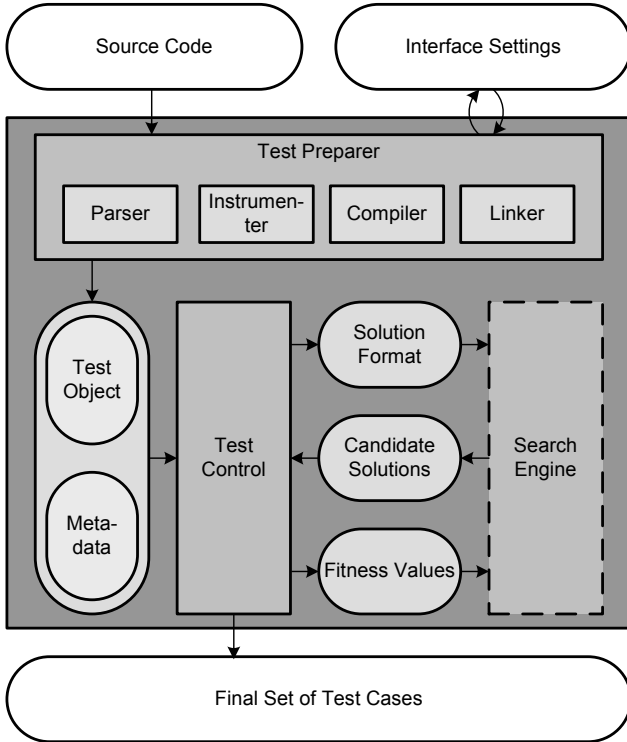 Source Code
Interface Settings
Test Preparer
Parser
Instrumen-
ter
Compiler
Linker
Test
Object
Meta-
data
Test
Control
Solution
Format
Candidate
Solutions
Fitness Values
Search
Engine
Final Set of Test Cases